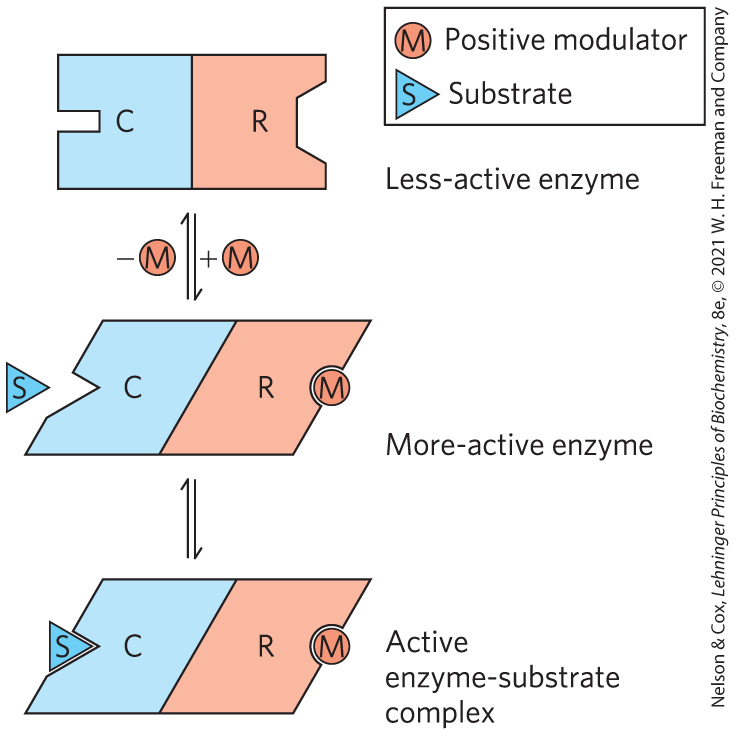 M Positive modulator
S Substrate
C R
Less-active enzyme
– M + M
S C R M
More-active enzyme
S C R M
Active
enzyme-substrate
complex
Nelson & Cox, Lehninger Principles of Biochemistry, 8e, © 2021 W. H. Freeman and Company